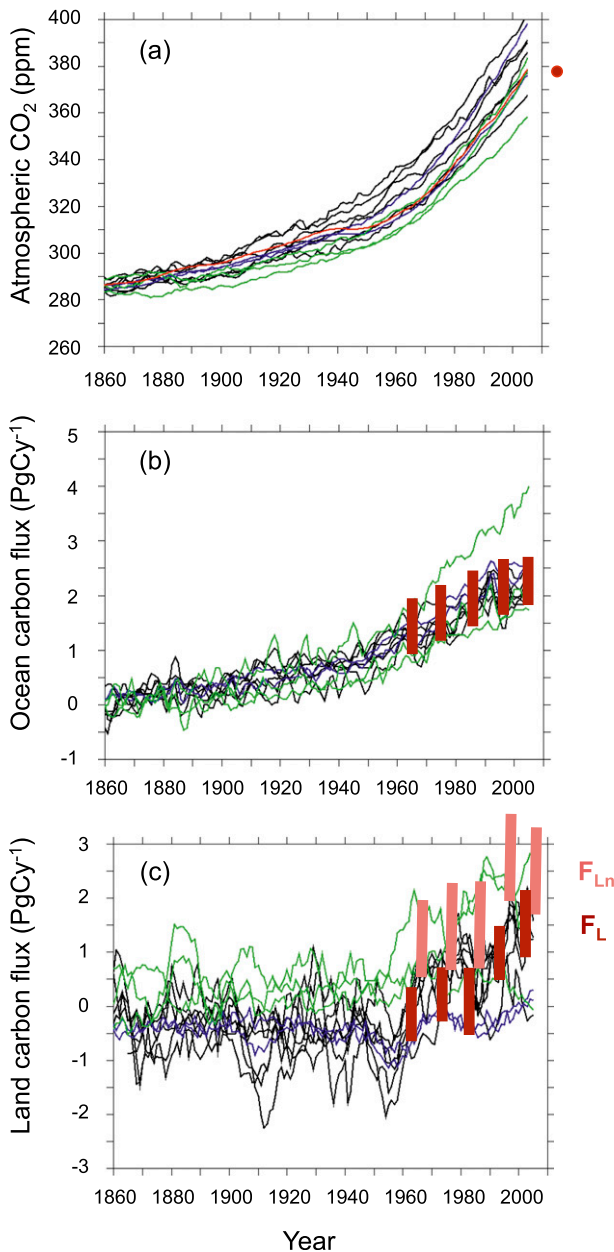 400
380
360
340
320
300
280
260
Atmospheric CO₂ (ppm)
(a)
1860 1880 1900 1920 1940 1960 1980 2000
5
4
3
2
1
0
-1
Ocean carbon flux (PgCy⁻¹)
(b)
1860 1880 1900 1920 1940 1960 1980 2000
3
2
1
0
-1
-2
-3
Land carbon flux (PgCy⁻¹)
(c)
F_Ln
F_L
1860 1880 1900 1920 1940 1960 1980 2000
Year